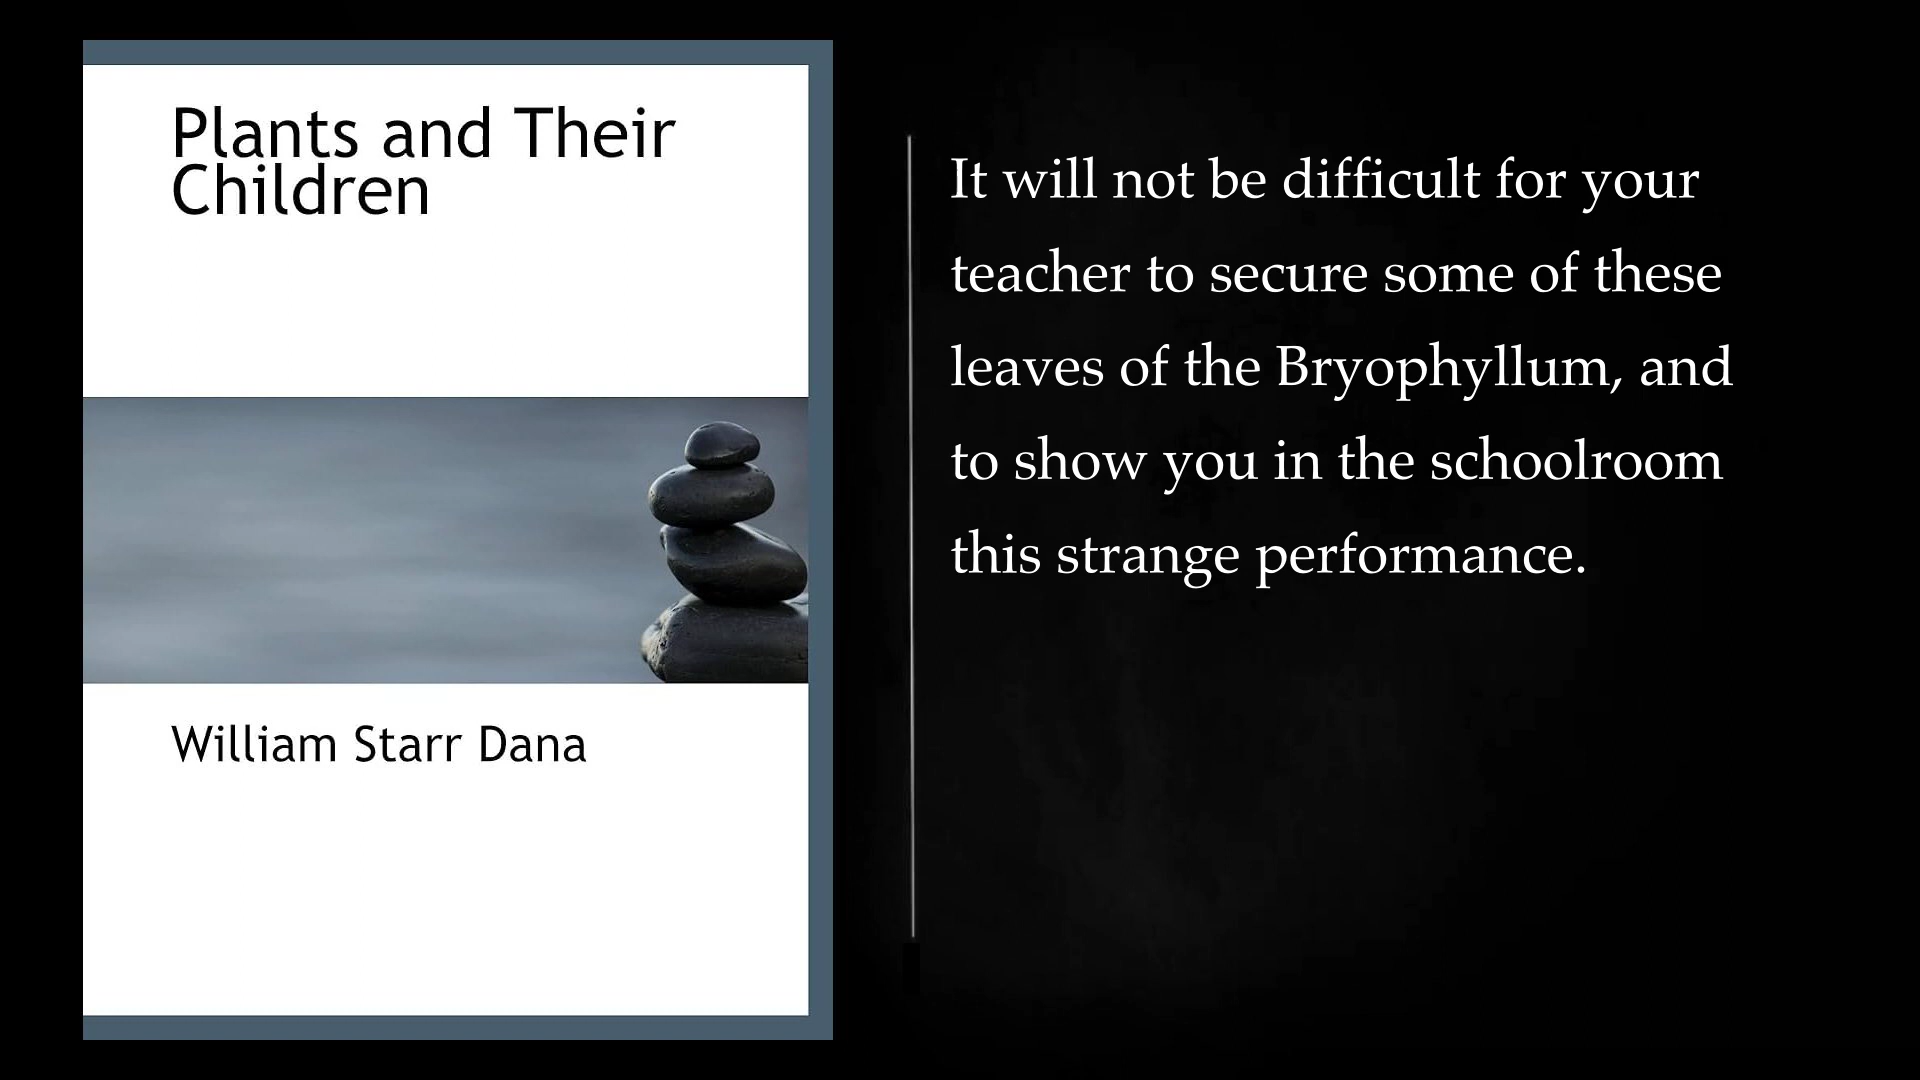 Plants and Their
Children
William Starr Dana
It will not be difficult for your
teacher to secure some of these
leaves of the Bryophyllum, and
to show you in the schoolroom
this strange performance.